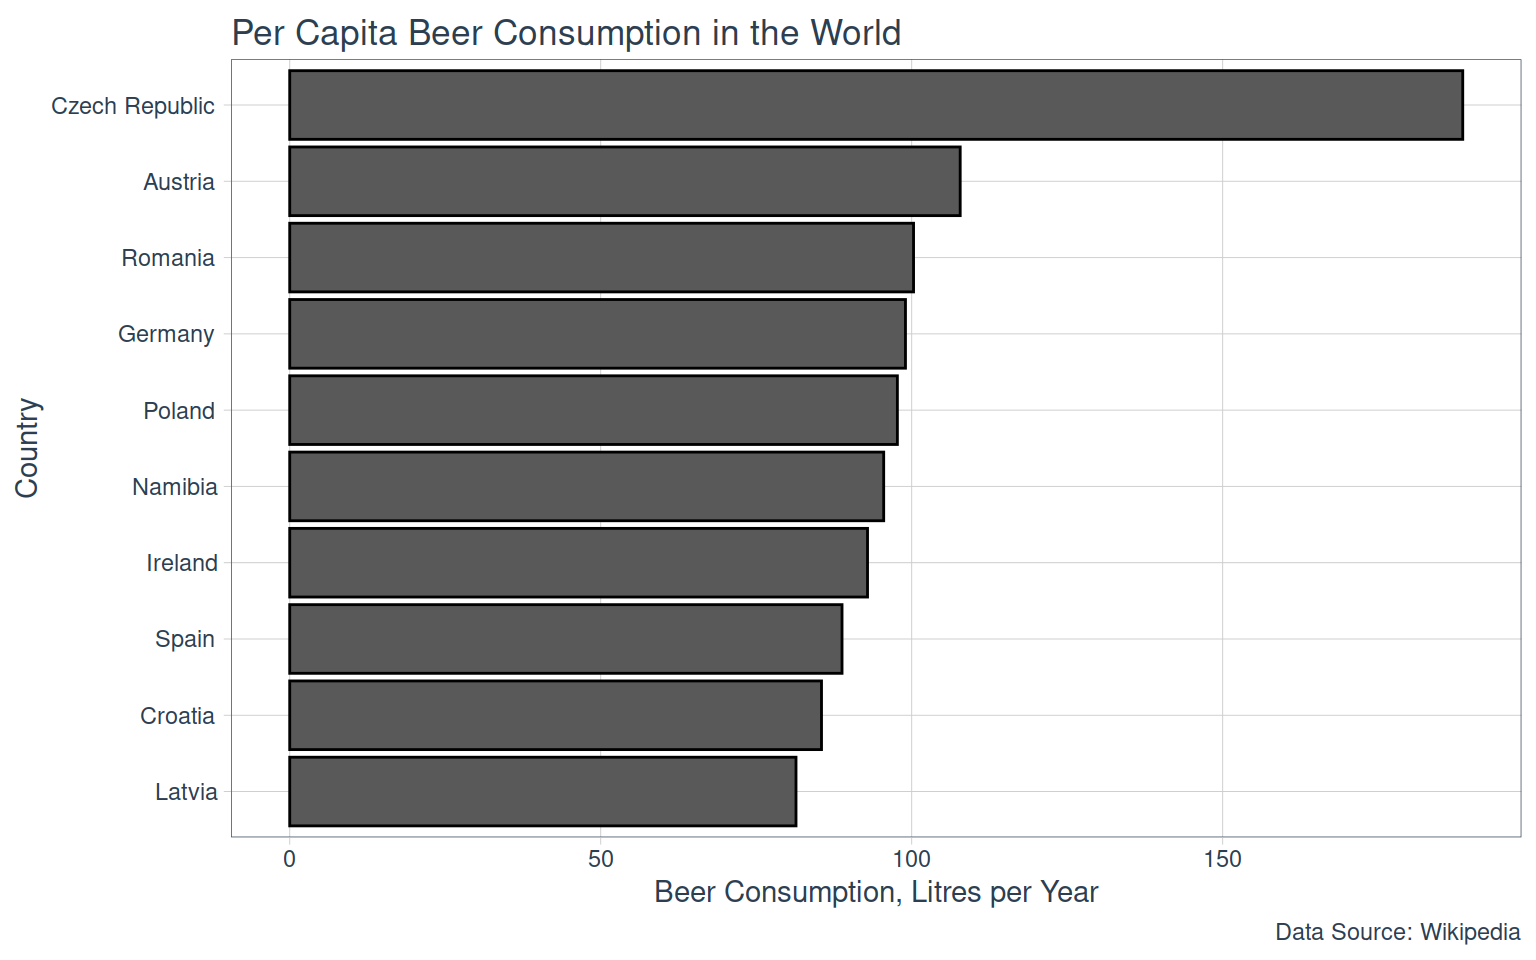 Per Capita Beer Consumption in the World
Country
Czech Republic
Austria
Romania
Germany
Poland
Namibia
Ireland
Spain
Croatia
Latvia
0 50 100 150
Beer Consumption, Litres per Year
Data Source: Wikipedia